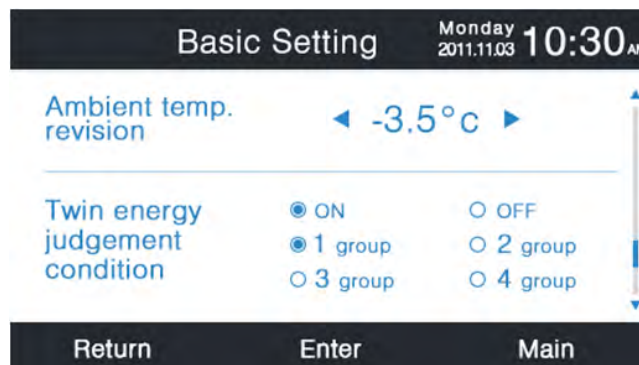 Basic Setting
Monday
2011.11.03 10:30 AM
Ambient temp.
revision
-3.5°c
Twin energy
judgement
condition
ON
OFF
1 group
2 group
3 group
4 group
Return
Enter
Main